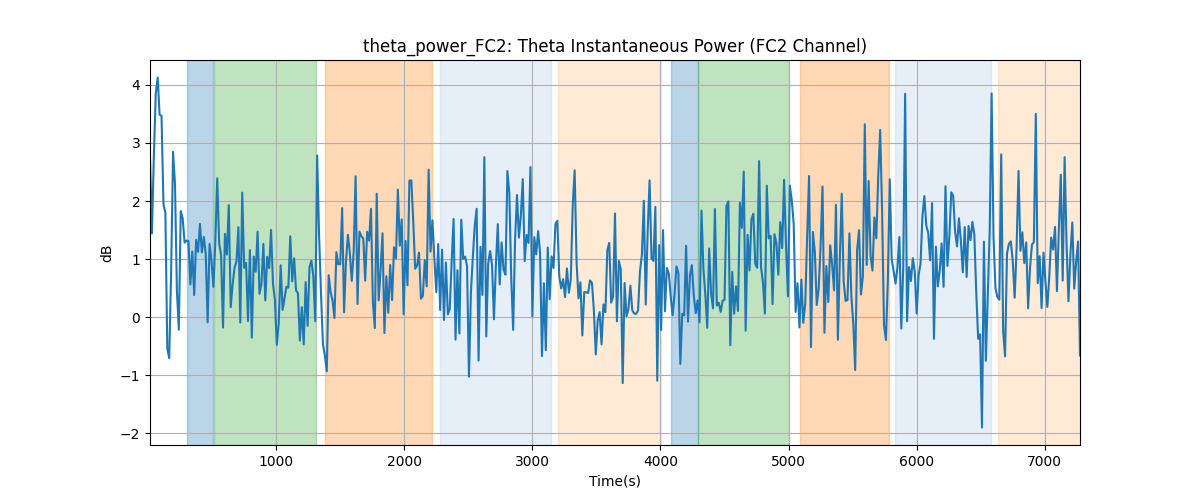 theta_power_FC2: Theta Instantaneous Power (FC2 Channel)
4
3
2
1
0
−1
−2
dB
1000 2000 3000 4000 5000 6000 7000
Time(s)